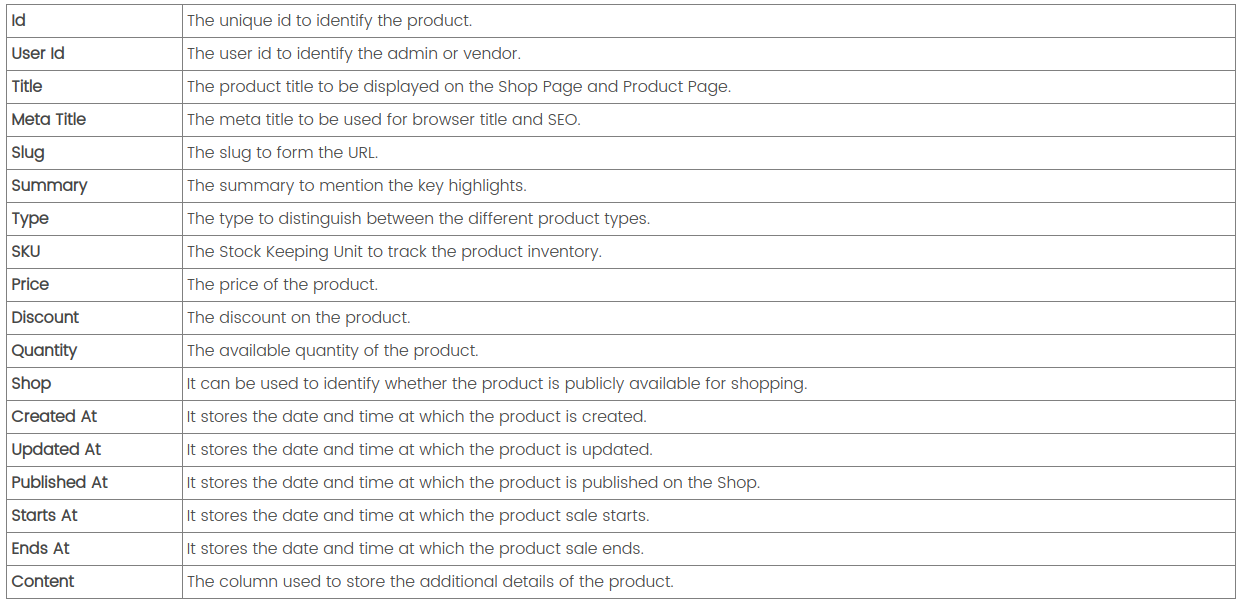 Id The unique id to identify the product.
User Id The user id to identify the admin or vendor.
Title The product title to be displayed on the Shop Page and Product Page.
Meta Title The meta title to be used for browser title and SEO.
Slug The slug to form the URL.
Summary The summary to mention the key highlights.
Type The type to distinguish between the different product types.
SKU The Stock Keeping Unit to track the product inventory.
Price The price of the product.
Discount The discount on the product.
Quantity The available quantity of the product.
Shop It can be used to identify whether the product is publicly available for shopping.
Created At It stores the date and time at which the product is created.
Updated At It stores the date and time at which the product is updated.
Published At It stores the date and time at which the product is published on the Shop.
Starts At It stores the date and time at which the product sale starts.
Ends At It stores the date and time at which the product sale ends.
Content The column used to store the additional details of the product.